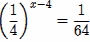 (1/4)^{x-4} = 1/64